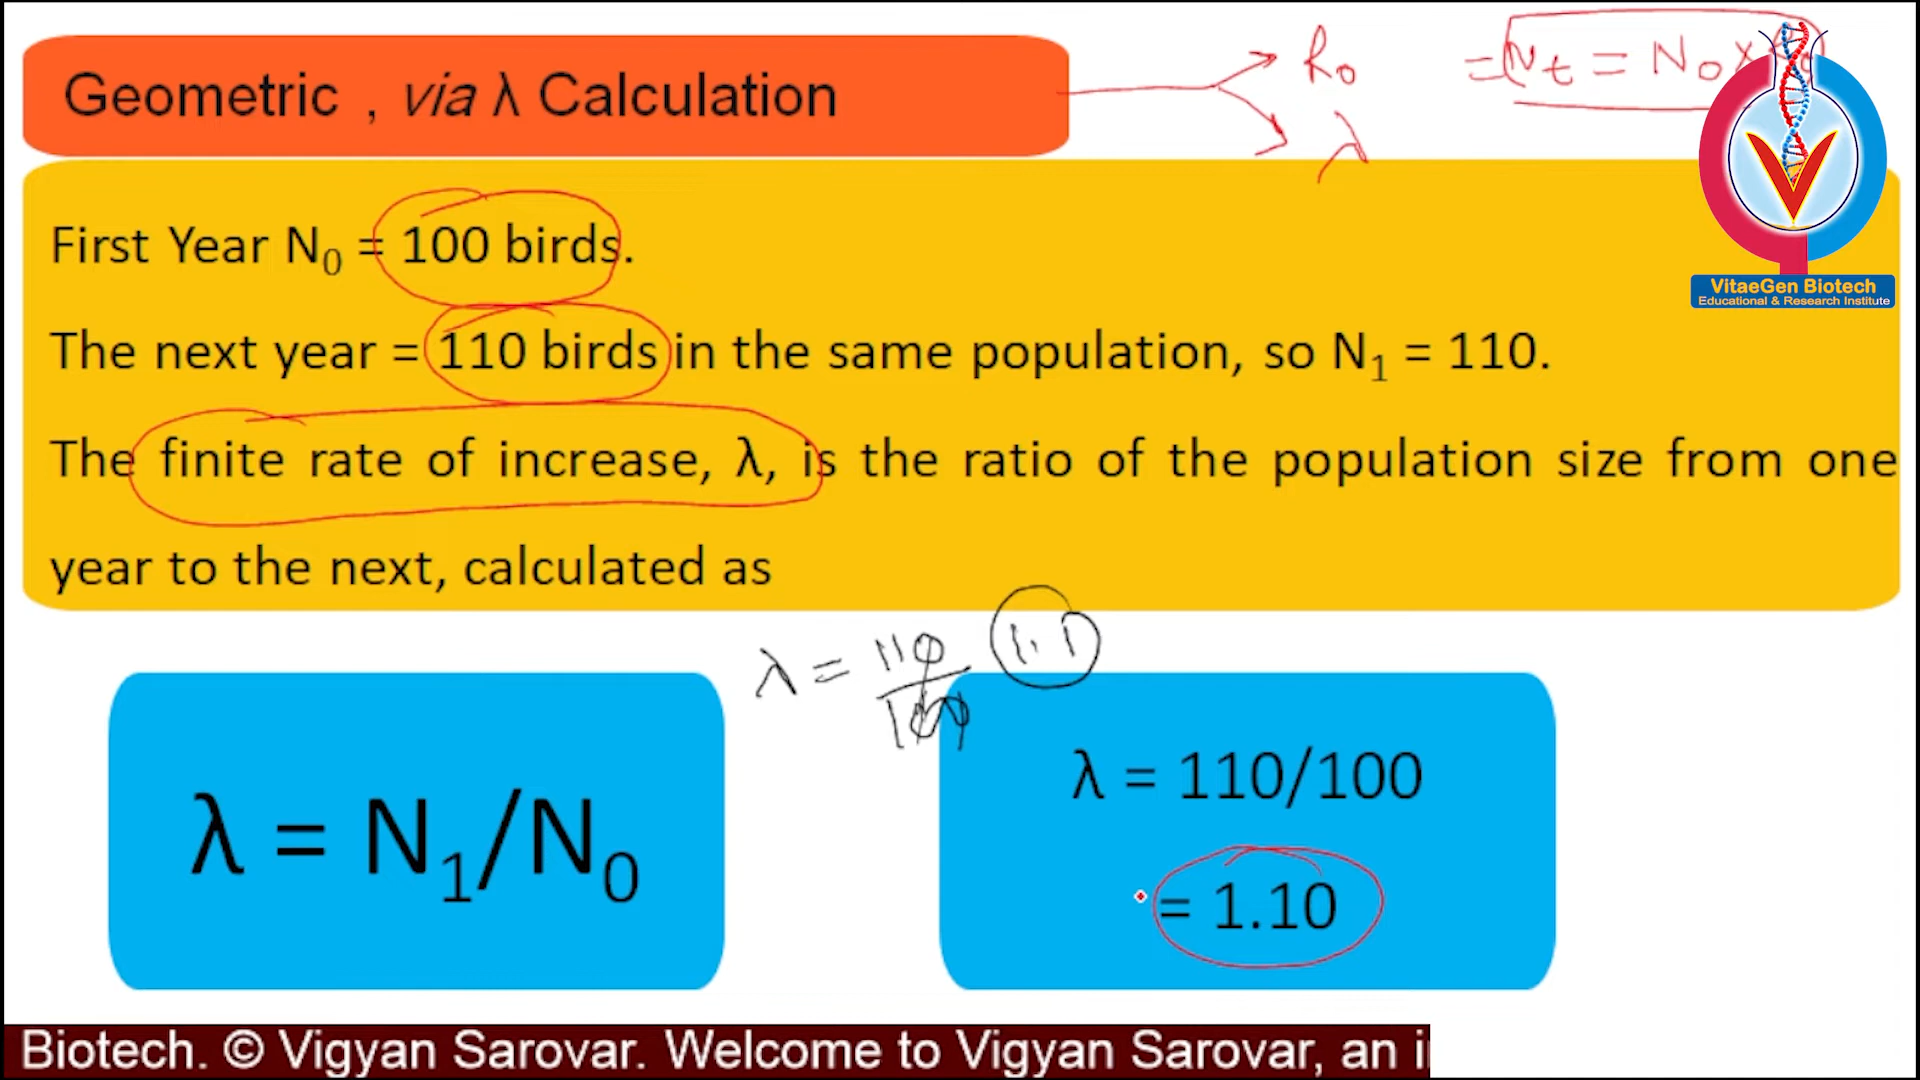 Geometric , via λ Calculation
R₀
λ
= Nt = N₀ ×
First Year N₀ = 100 birds.
The next year = 110 birds in the same population, so N₁ = 110.
The finite rate of increase, λ, is the ratio of the population size from one
year to the next, calculated as
VitaeGen Biotech
Educational & Research Institute
λ = 110/100 1.1
λ = N₁/N₀
λ = 110/100
= 1.10
Biotech. © Vigyan Sarovar. Welcome to Vigyan Sarovar, an